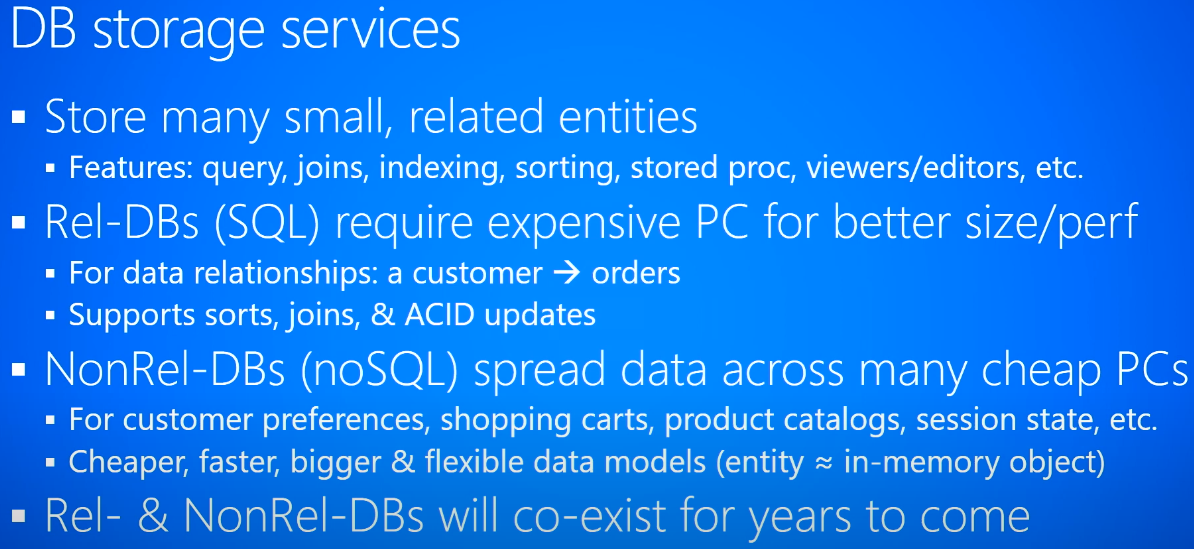 DB storage services
▪ Store many small, related entities
▪ Features: query, joins, indexing, sorting, stored proc, viewers/editors, etc.
▪ Rel-DBs (SQL) require expensive PC for better size/perf
▪ For data relationships: a customer → orders
▪ Supports sorts, joins, & ACID updates
▪ NonRel-DBs (noSQL) spread data across many cheap PCs
▪ For customer preferences, shopping carts, product catalogs, session state, etc.
▪ Cheaper, faster, bigger & flexible data models (entity ≈ in-memory object)
▪ Rel- & NonRel-DBs will co-exist for years to come